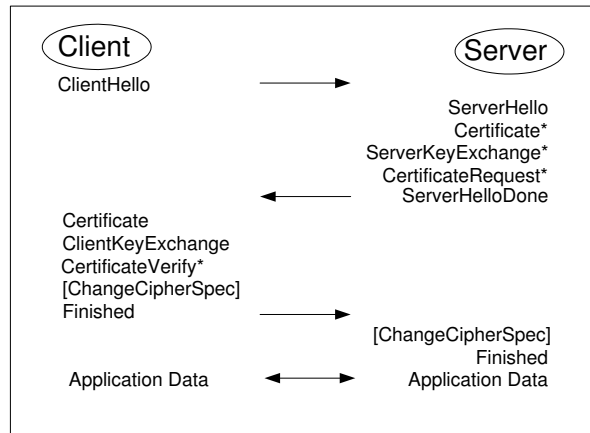 Client
Server
ClientHello
ServerHello
Certificate*
ServerKeyExchange*
CertificateRequest*
ServerHelloDone
Certificate
ClientKeyExchange
CertificateVerify*
[ChangeCipherSpec]
Finished
[ChangeCipherSpec]
Finished
Application Data
Application Data